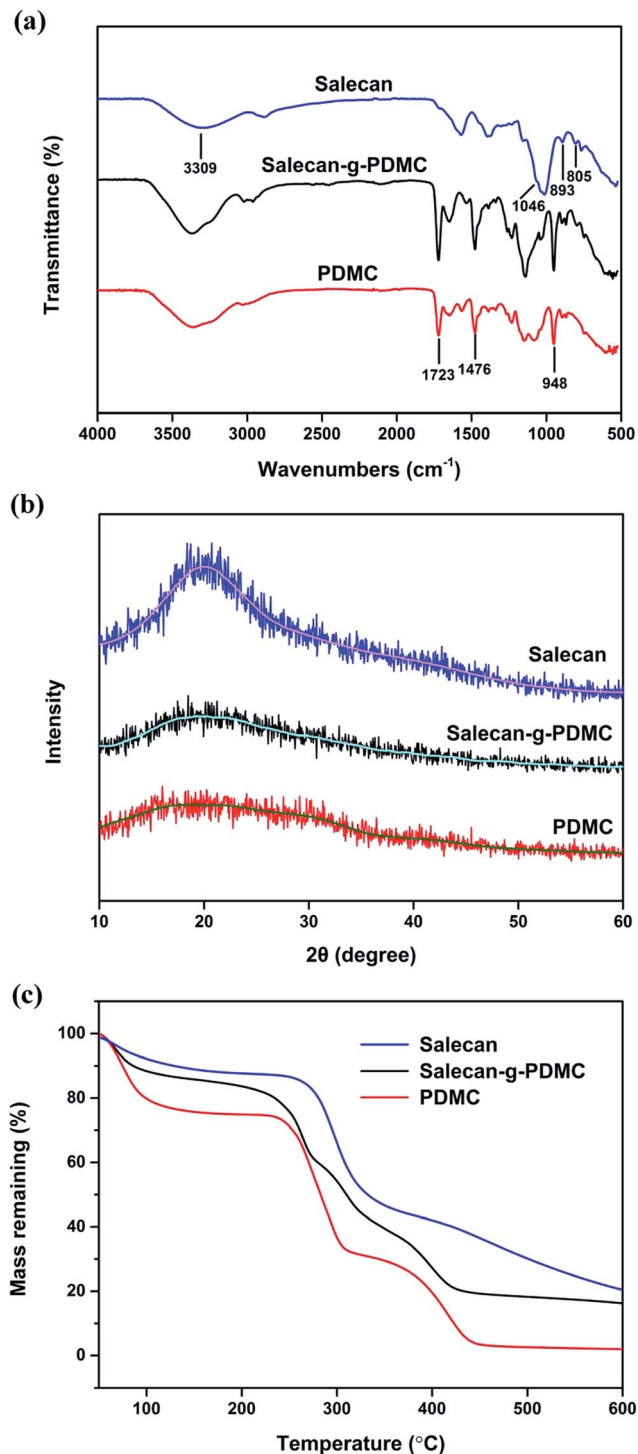 (a)
Salecan
3309
Salecan-g-PDMC
1046
893
805
PDMC
1723
1476
948
Transmittance (%)
4000 3500 3000 2500 2000 1500 1000 500
Wavenumbers (cm⁻¹)
(b)
Salecan
Salecan-g-PDMC
PDMC
Intensity
10 20 30 40 50 60
2θ (degree)
(c)
Salecan
Salecan-g-PDMC
PDMC
100
80
60
40
20
0
Mass remaining (%)
100 200 300 400 500 600
Temperature (°C)